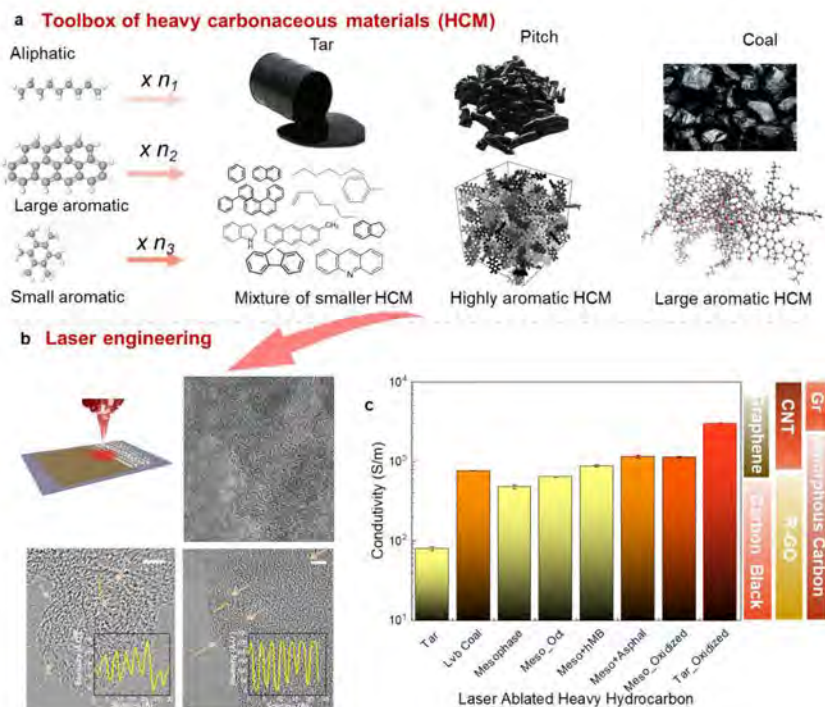 a Toolbox of heavy carbonaceous materials (HCM)
Aliphatic
Tar
Pitch
Coal
x n1
x n2
Large aromatic
x n3
CH3
N
Small aromatic
Mixture of smaller HCM
Highly aromatic HCM
Large aromatic HCM
b Laser engineering
c
Condutivity (S/m)
10^4
10^3
10^2
10^1
Tar
Lvb Coal
Mesophase
Meso_Oct
Meso+hMB
Meso+Asphal
Meso_Oxidized
Tar_Oxidized
Laser Ablated Heavy Hydrocarbon
Graphene
Carbon Black
CNT
R-GO
Gr
Amorphous Carbon